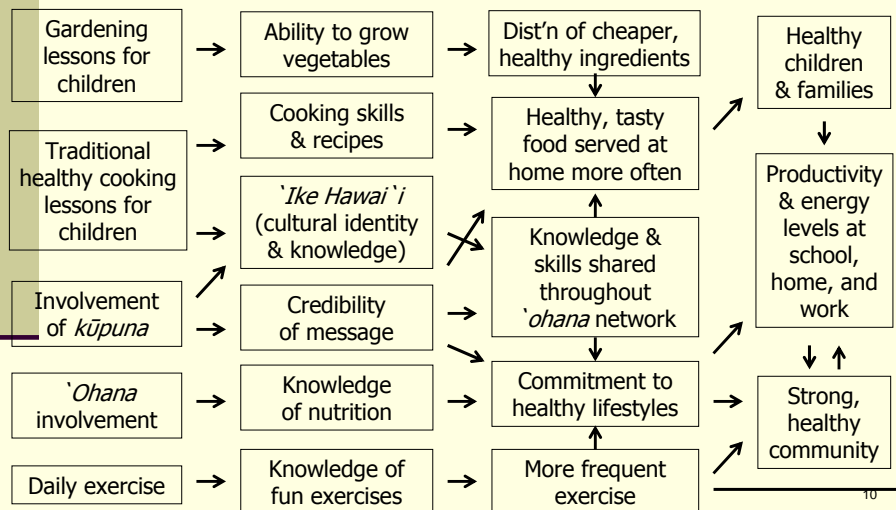 Gardening
lessons for
children
Traditional
healthy cooking
lessons for
children
Involvement
of kūpuna
`Ohana
involvement
Daily exercise
Ability to grow
vegetables
Cooking skills
& recipes
`Ike Hawai`i
(cultural identity
& knowledge)
Credibility
of message
Knowledge
of nutrition
Knowledge of
fun exercises
Dist’n of cheaper,
healthy ingredients
Healthy, tasty
food served at
home more often
Knowledge &
skills shared
throughout
`ohana network
Commitment to
healthy lifestyles
More frequent
exercise
Healthy
children
& families
Productivity
& energy
levels at
school,
home, and
work
Strong,
healthy
community
10